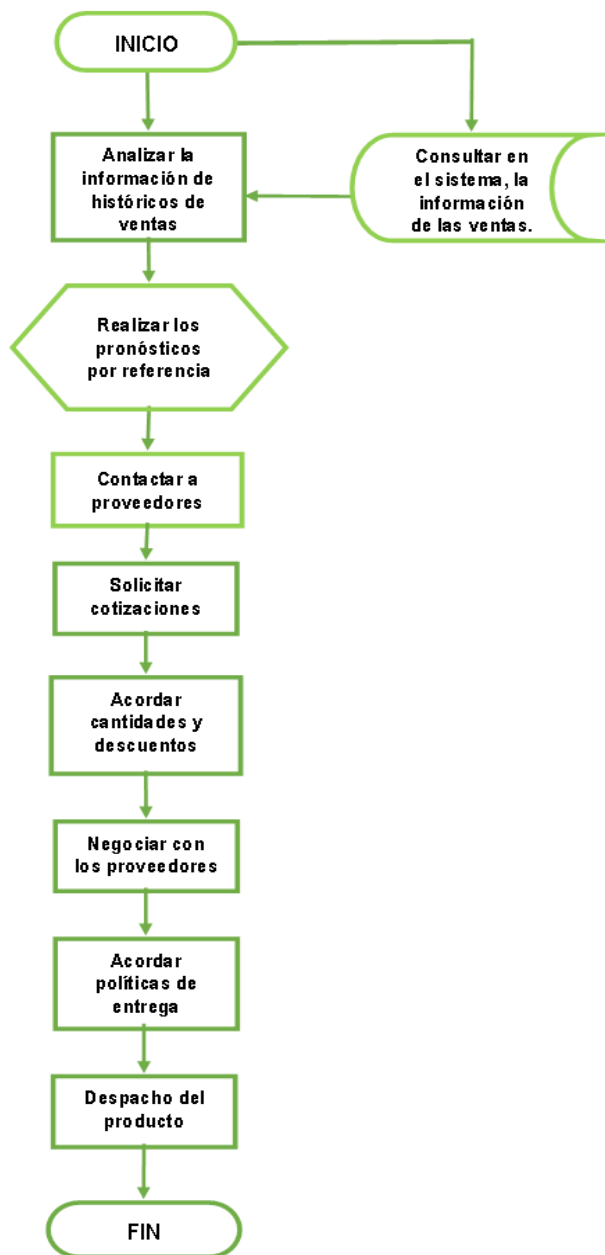 INICIO
Analizar la
información de
históricos de
ventas
Consultar en
el sistema, la
información
de las ventas.
Realizar los
pronósticos
por referencia
Contactar a
proveedores
Solicitar
cotizaciones
Acordar
cantidades y
descuentos
Negociar con
los proveedores
Acordar
políticas de
entrega
Despacho del
producto
FIN